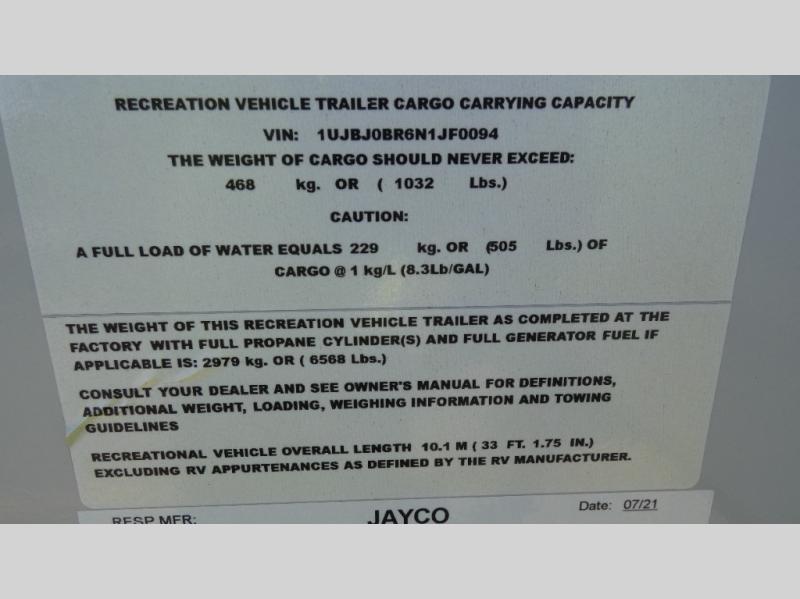 RECREATION VEHICLE TRAILER CARGO CARRYING CAPACITY
VIN: 1UJBJ0BR6N1JF0094
THE WEIGHT OF CARGO SHOULD NEVER EXCEED:
468 kg. OR ( 1032 Lbs.)
CAUTION:
A FULL LOAD OF WATER EQUALS 229 kg. OR (505 Lbs.) OF
CARGO @ 1 kg/L (8.3Lb/GAL)
THE WEIGHT OF THIS RECREATION VEHICLE TRAILER AS COMPLETED AT THE
FACTORY WITH FULL PROPANE CYLINDER(S) AND FULL GENERATOR FUEL IF
APPLICABLE IS: 2979 kg. OR ( 6568 Lbs.)
CONSULT YOUR DEALER AND SEE OWNER'S MANUAL FOR DEFINITIONS,
ADDITIONAL WEIGHT, LOADING, WEIGHING INFORMATION AND TOWING
GUIDELINES
RECREATIONAL VEHICLE OVERALL LENGTH 10.1 M ( 33 FT. 1.75 IN.)
EXCLUDING RV APPURTENANCES AS DEFINED BY THE RV MANUFACTURER.
RESP MFR: JAYCO Date: 07/21